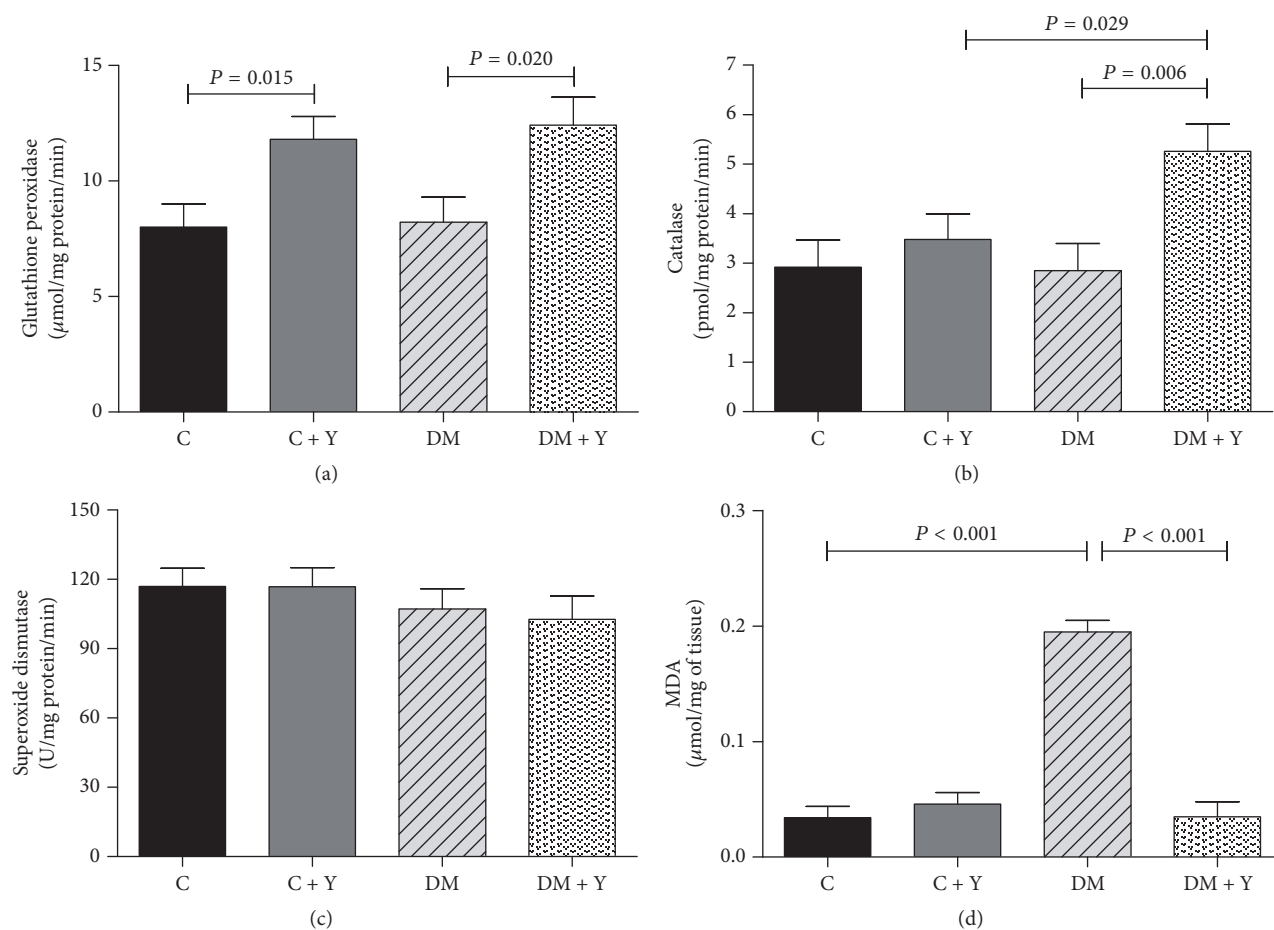 P = 0.015
P = 0.020
Glutathione peroxidase
(μmol/mg protein/min)
15
10
5
0
C
C + Y
DM
DM + Y
(a)
P = 0.029
P = 0.006
Catalase
(pmol/mg protein/min)
7
6
5
4
3
2
1
0
C
C + Y
DM
DM + Y
(b)
Superoxide dismutase
(U/mg protein/min)
150
120
90
60
30
0
C
C + Y
DM
DM + Y
(c)
P < 0.001
P < 0.001
MDA
(μmol/mg of tissue)
0.3
0.2
0.1
0.0
C
C + Y
DM
DM + Y
(d)